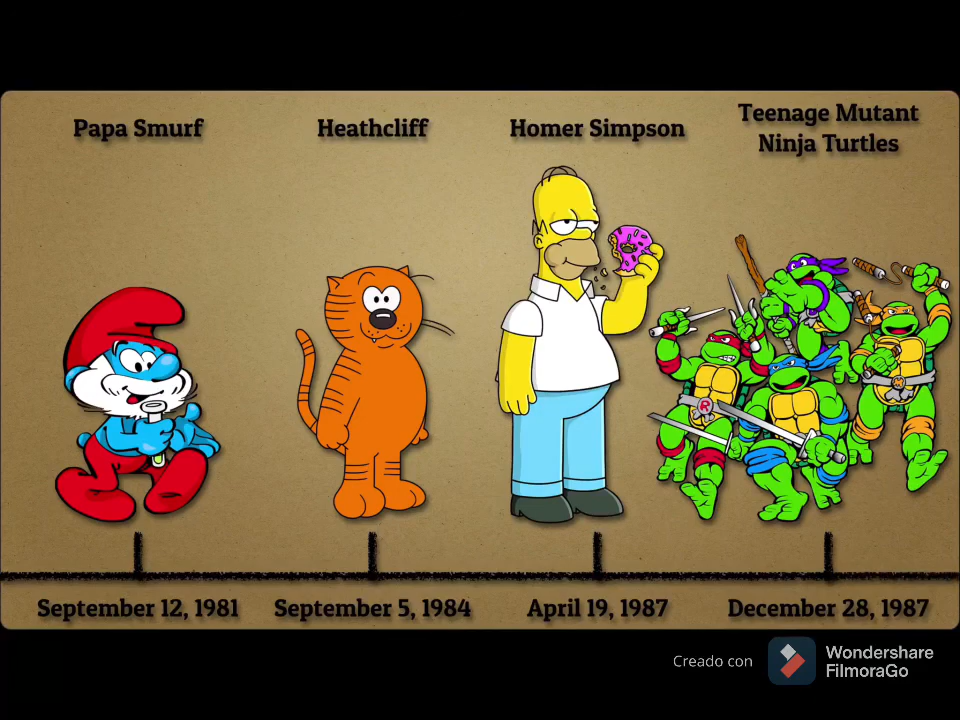 Papa Smurf
Heathcliff
Homer Simpson
Teenage Mutant
Ninja Turtles
R
M
September 12, 1981
September 5, 1984
April 19, 1987
December 28, 1987
Creado con
Wondershare
FilmoraGo